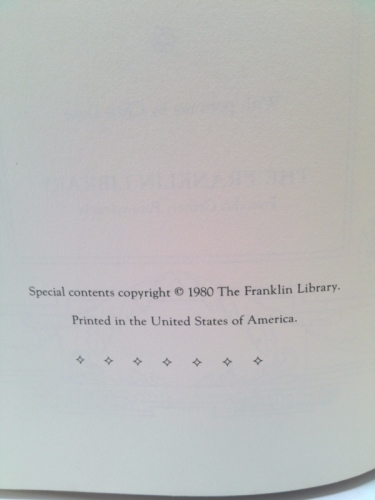 Special contents copyright © 1980 The Franklin Library.
Printed in the United States of America.